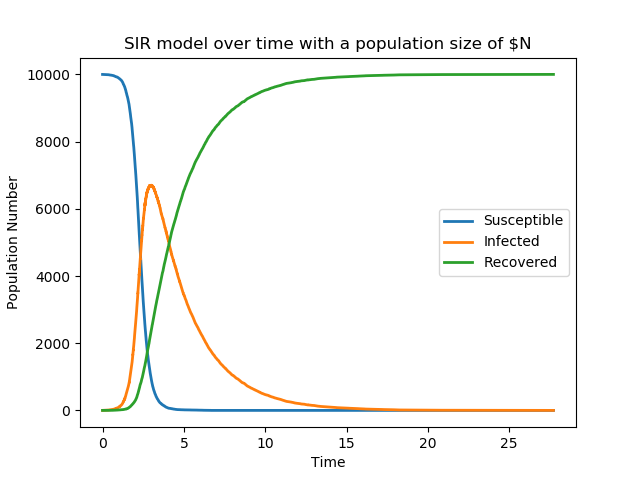 SIR model over time with a population size of $N
10000
8000
6000
4000
2000
0
Population Number
Susceptible
Infected
Recovered
0 5 10 15 20 25
Time